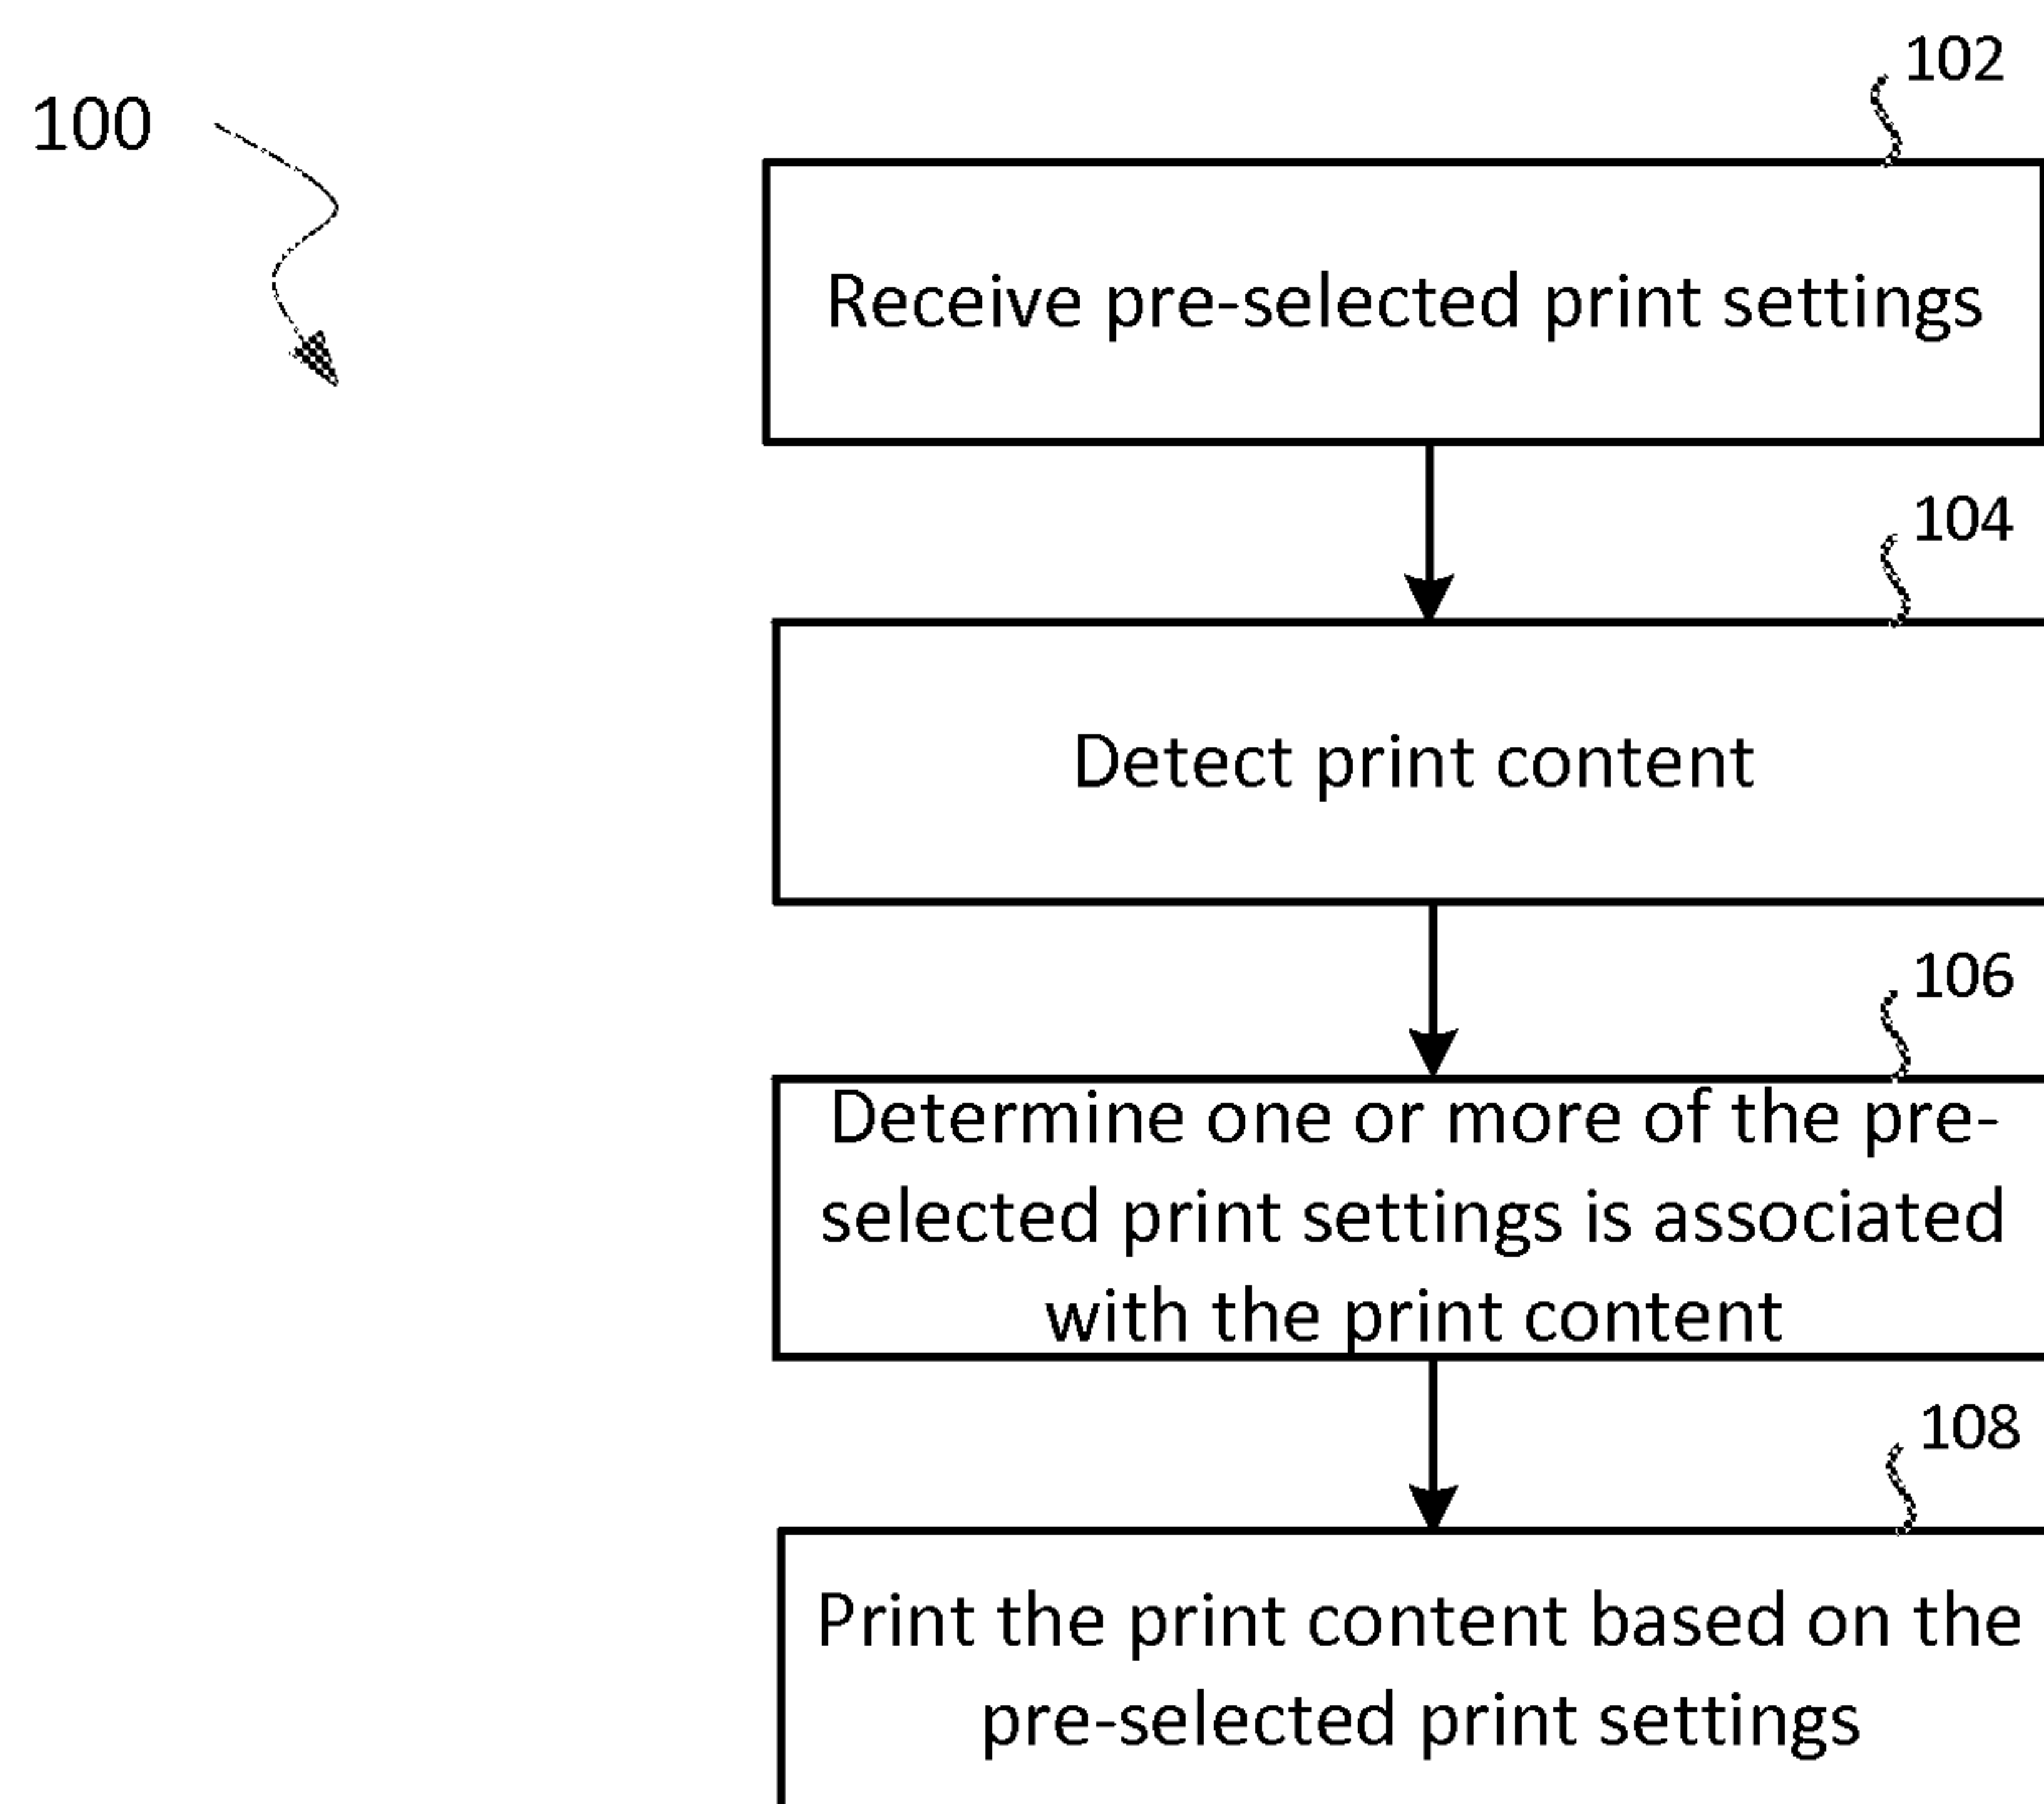 102
100
Receive pre-selected print settings
104
Detect print content
106
Determine one or more of the pre-
selected print settings is associated
with the print content
108
Print the print content based on the
pre-selected print settings